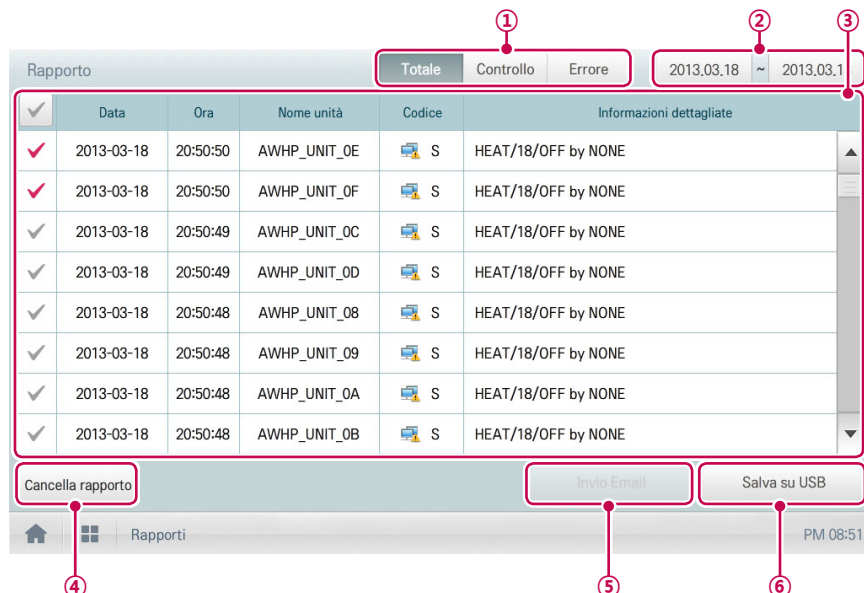 ① ② ③
Rapporto Totale Controllo Errore 2013.03.18 ~ 2013.03.1
Data Ora Nome unità Codice Informazioni dettagliate
2013-03-18 20:50:50 AWHP_UNIT_0E S HEAT/18/OFF by NONE
2013-03-18 20:50:50 AWHP_UNIT_0F S HEAT/18/OFF by NONE
2013-03-18 20:50:49 AWHP_UNIT_0C S HEAT/18/OFF by NONE
2013-03-18 20:50:49 AWHP_UNIT_0D S HEAT/18/OFF by NONE
2013-03-18 20:50:48 AWHP_UNIT_08 S HEAT/18/OFF by NONE
2013-03-18 20:50:48 AWHP_UNIT_09 S HEAT/18/OFF by NONE
2013-03-18 20:50:48 AWHP_UNIT_0A S HEAT/18/OFF by NONE
2013-03-18 20:50:48 AWHP_UNIT_0B S HEAT/18/OFF by NONE
Cancella rapporto Invio Email Salva su USB
Rapporti PM 08:51
④ ⑤ ⑥